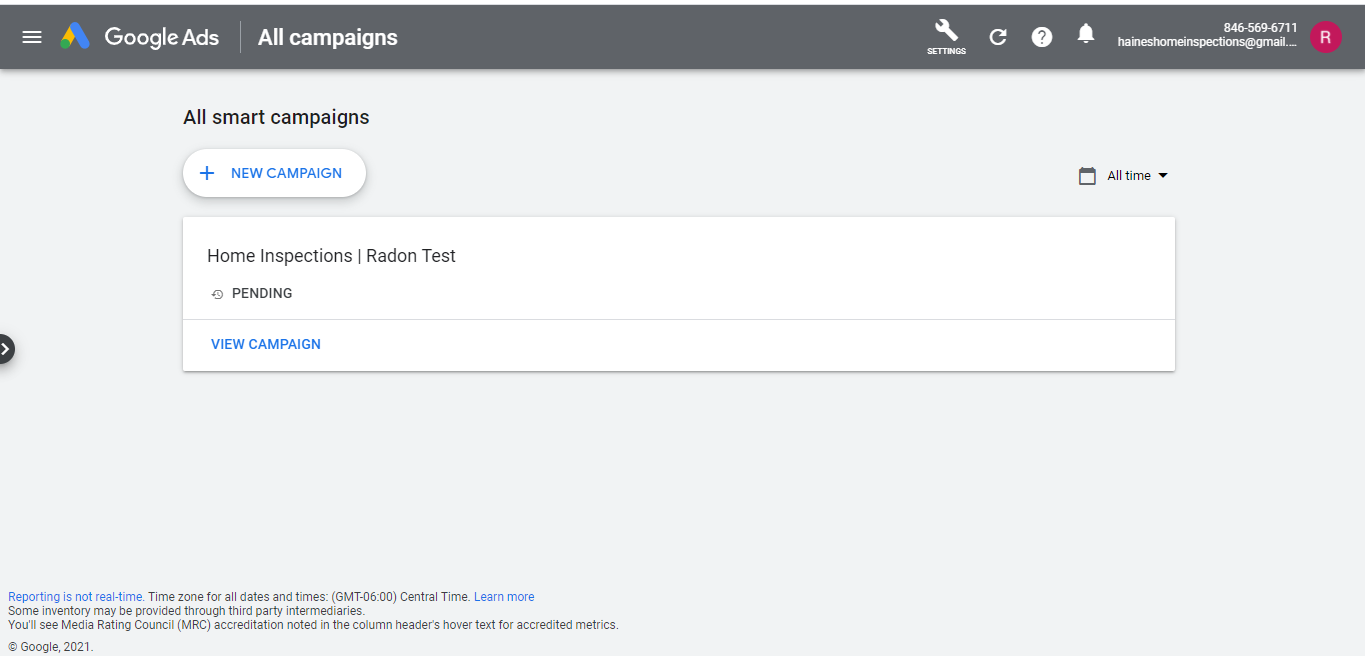 Google Ads
All campaigns
SETTINGS
846-569-6711
haineshomeinspections@gmail....
R
All smart campaigns
NEW CAMPAIGN
All time
Home Inspections | Radon Test
PENDING
VIEW CAMPAIGN
Reporting is not real-time. Time zone for all dates and times: (GMT-06:00) Central Time. Learn more
Some inventory may be provided through third party intermediaries.
You'll see Media Rating Council (MRC) accreditation noted in the column header's hover text for accredited metrics.
© Google, 2021.